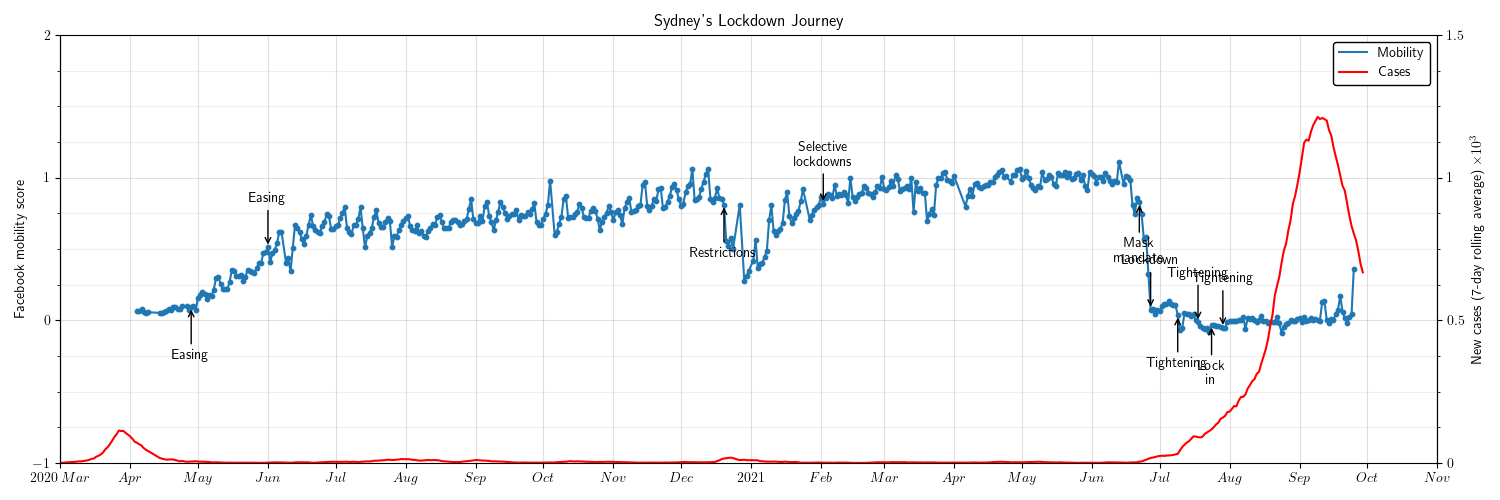 Sydney's Lockdown Journey
2
1
0
−1
Facebook mobility score
1.5
1
0.5
0
New cases (7-day rolling average) ×10³
Mobility
Cases
Easing
Easing
Restrictions
Selective
lockdowns
Mask
mandate
Lockdown
Tightening
Tightening
Tightening
Lock
in
2020 Mar Apr May Jun Jul Aug Sep Oct Nov Dec 2021 Feb Mar Apr May Jun Jul Aug Sep Oct Nov